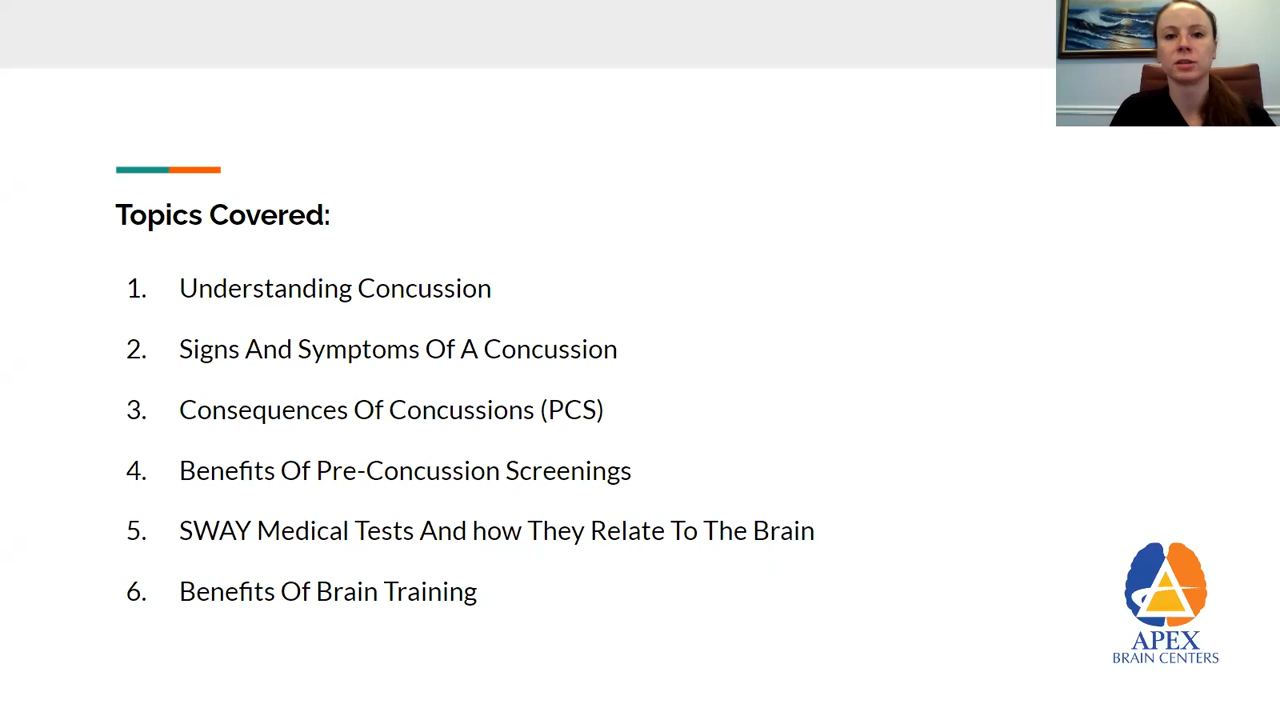 Topics Covered:
1. Understanding Concussion
2. Signs And Symptoms Of A Concussion
3. Consequences Of Concussions (PCS)
4. Benefits Of Pre-Concussion Screenings
5. SWAY Medical Tests And how They Relate To The Brain
6. Benefits Of Brain Training
APEX
BRAIN CENTERS